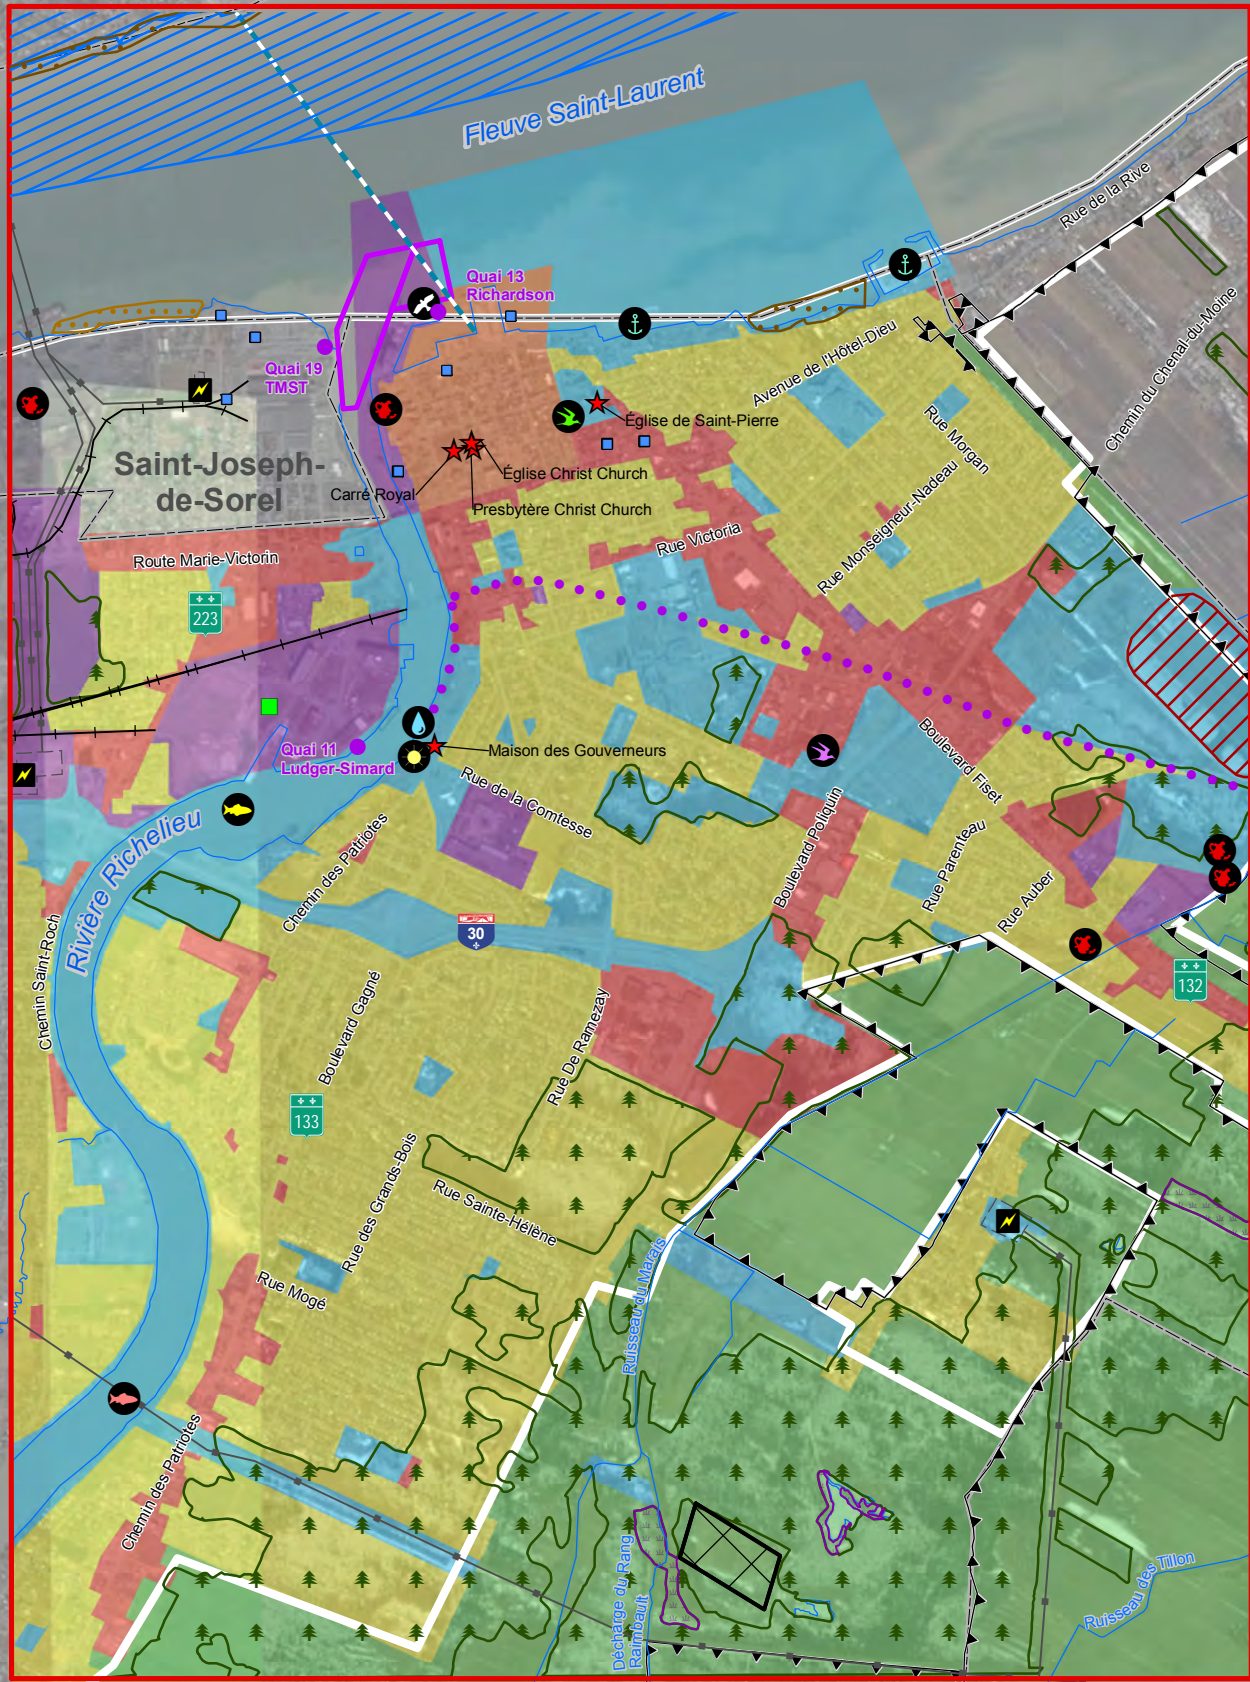 Fleuve Saint-Laurent
Rue de la Rive
Quai 13
Richardson
Chemin du Chenal-du-Moine
Quai 19
TMST
Avenue de l'Hôtel-Dieu
Église de Saint-Pierre
Rue Morgan
Saint-Joseph-
de-Sorel
Église Christ Church
Carré Royal
Presbytère Christ Church
Rue Monseigneur-Nadeau
Rue Victoria
Route Marie-Victorin
223
Quai 11
Ludger-Simard
Maison des Gouverneurs
Boulevard Fiset
Rue de la Comtesse
Rivière Richelieu
Chemin des Patriotes
Boulevard Poliquin
Rue Parenteau
Rue Auber
30
Chemin Saint-Roch
132
Boulevard Gagné
Rue De Ramezay
133
Rue des Grands-Bois
Rue Sainte-Hélène
Rue Mogé
Ruisseau du Marais
Chemin des Patriotes
Décharge du Rang
Raimbault
Ruisseau des Tillon